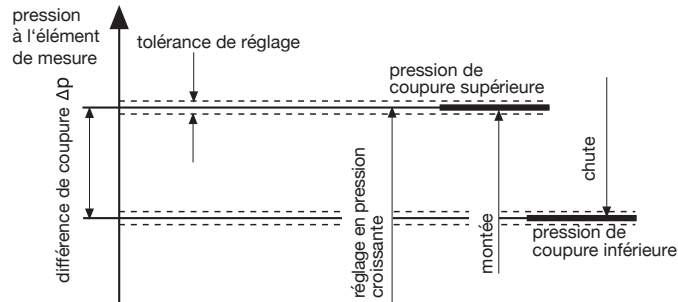 pression
à l'élément
de mesure
tolérance de réglage
pression de
coupure supérieure
différence de coupure Δp
réglage en pression
croissante
montée
chute
pression de
coupure inférieure